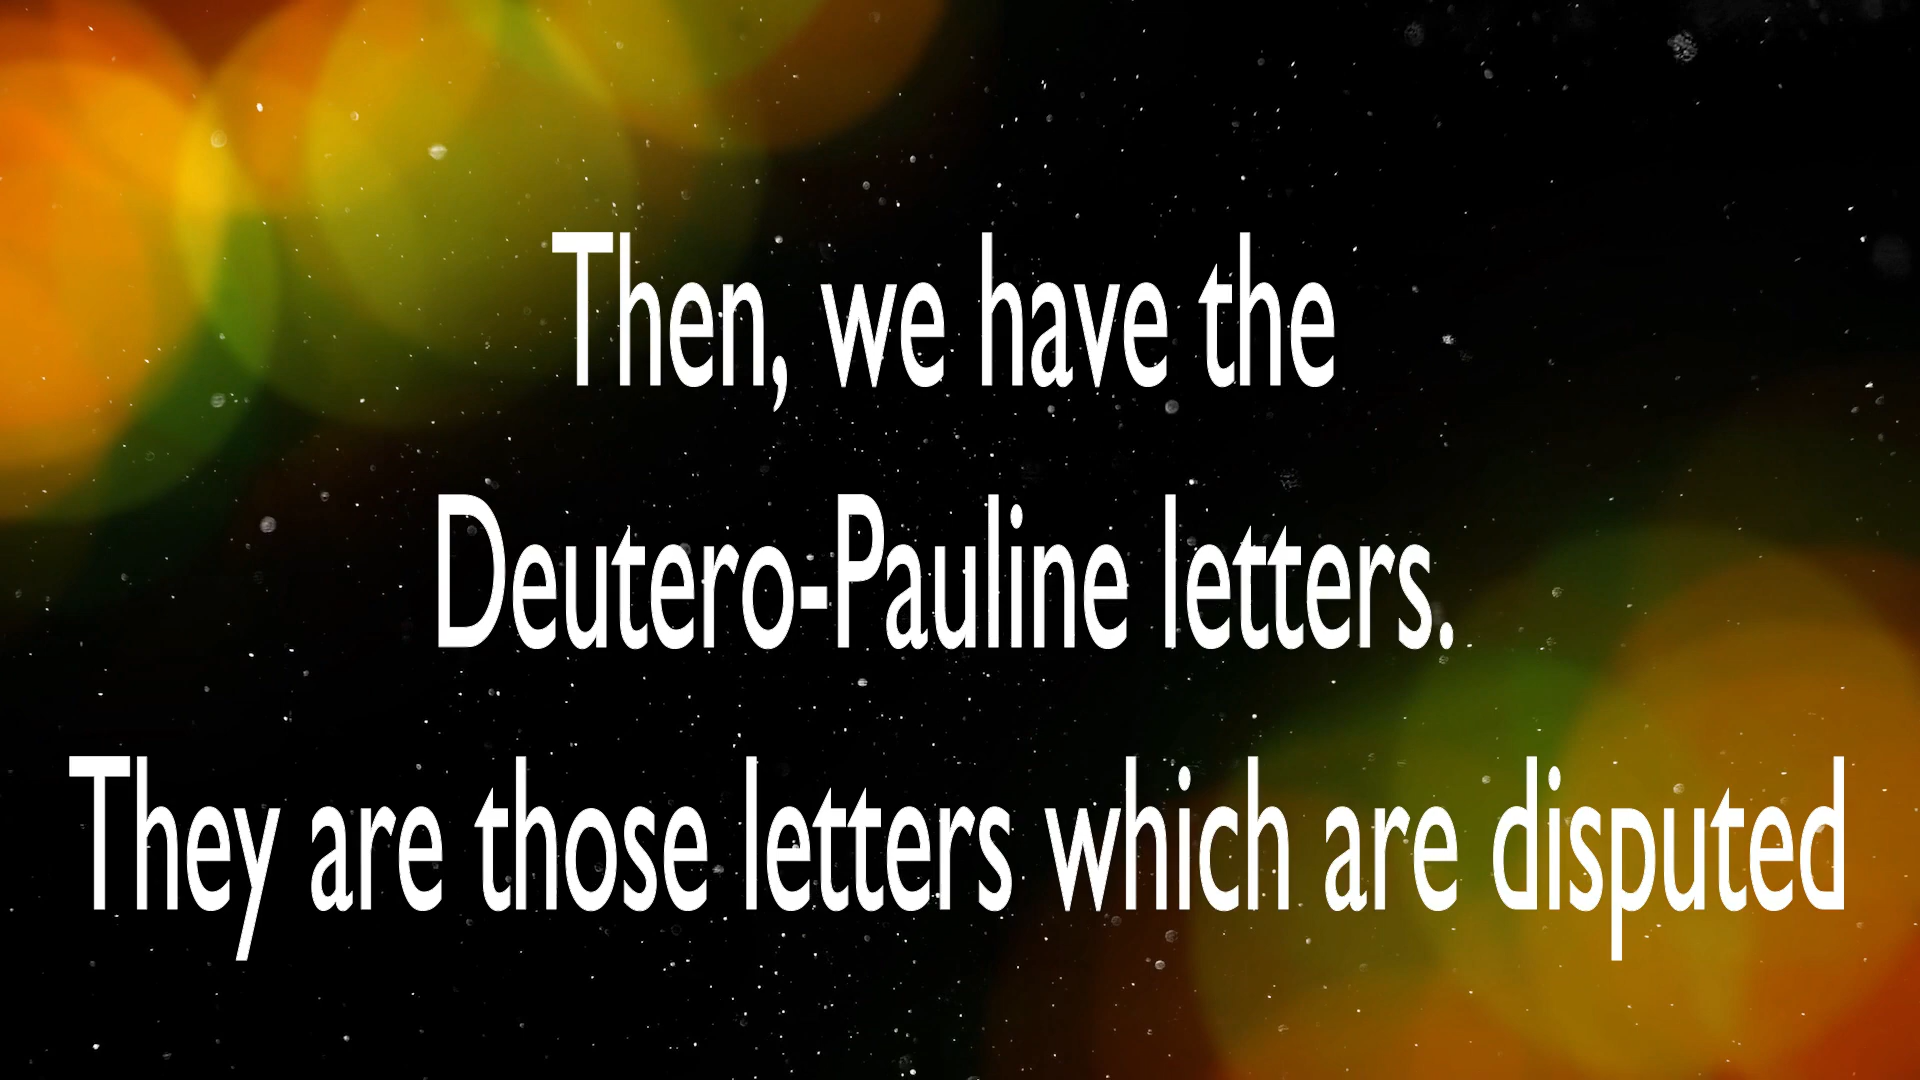 Then, we have the
Deutero-Pauline letters.
They are those letters which are disputed